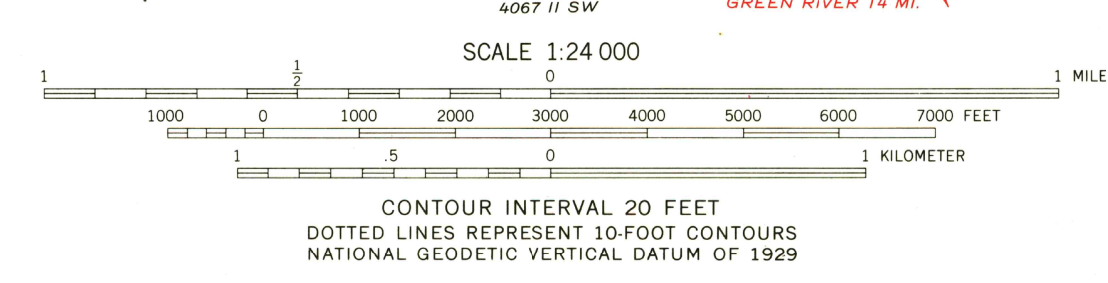 4067 II SW
GREEN RIVER 14 MI.
SCALE 1:24 000
1 1/2 0 1 MILE
1000 0 1000 2000 3000 4000 5000 6000 7000 FEET
1 .5 0 1 KILOMETER
CONTOUR INTERVAL 20 FEET
DOTTED LINES REPRESENT 10-FOOT CONTOURS
NATIONAL GEODETIC VERTICAL DATUM OF 1929